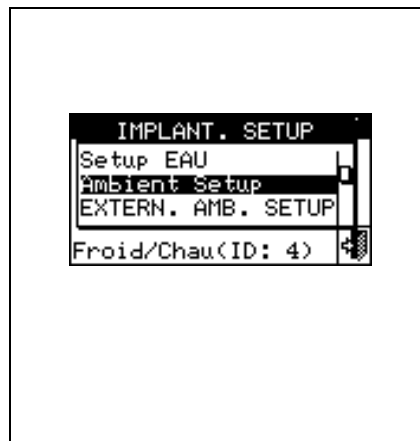 IMPLANT. SETUP
Setup EAU
Ambient Setup
EXTERN. AMB. SETUP
Froid/Chau(ID: 4)